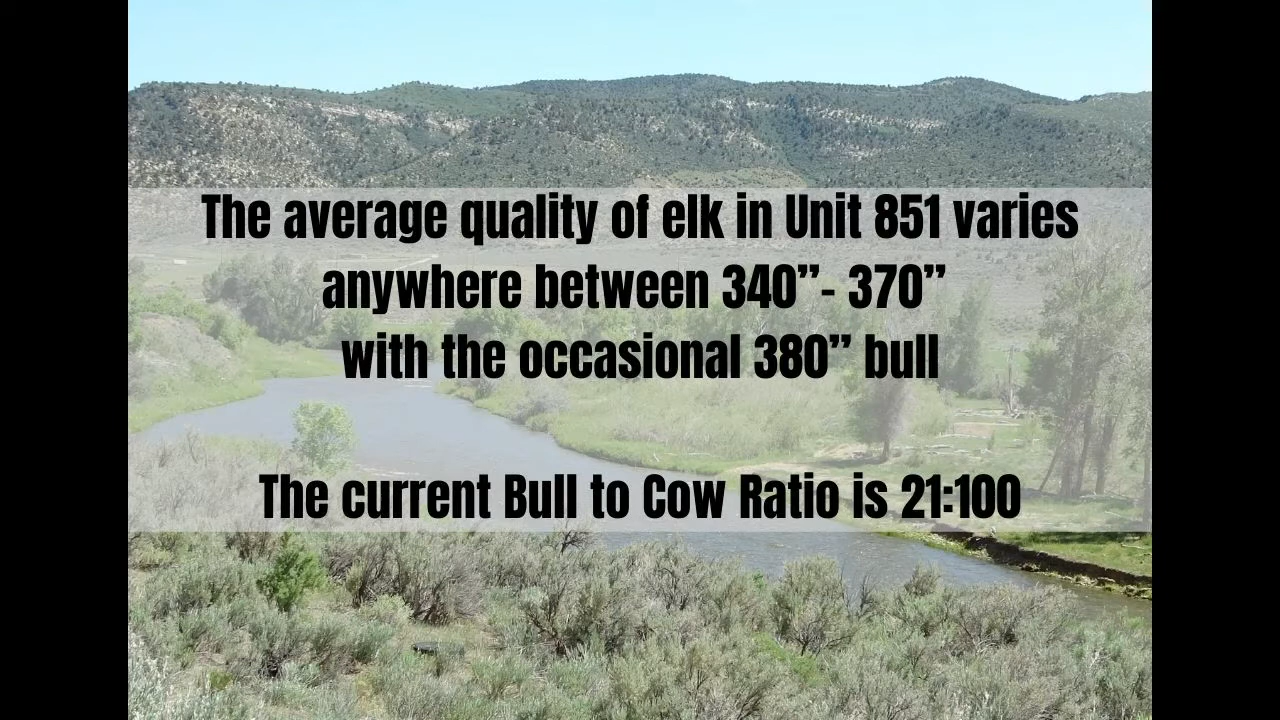 The average quality of elk in Unit 851 varies
anywhere between 340”- 370”
with the occasional 380” bull
The current Bull to Cow Ratio is 21:100